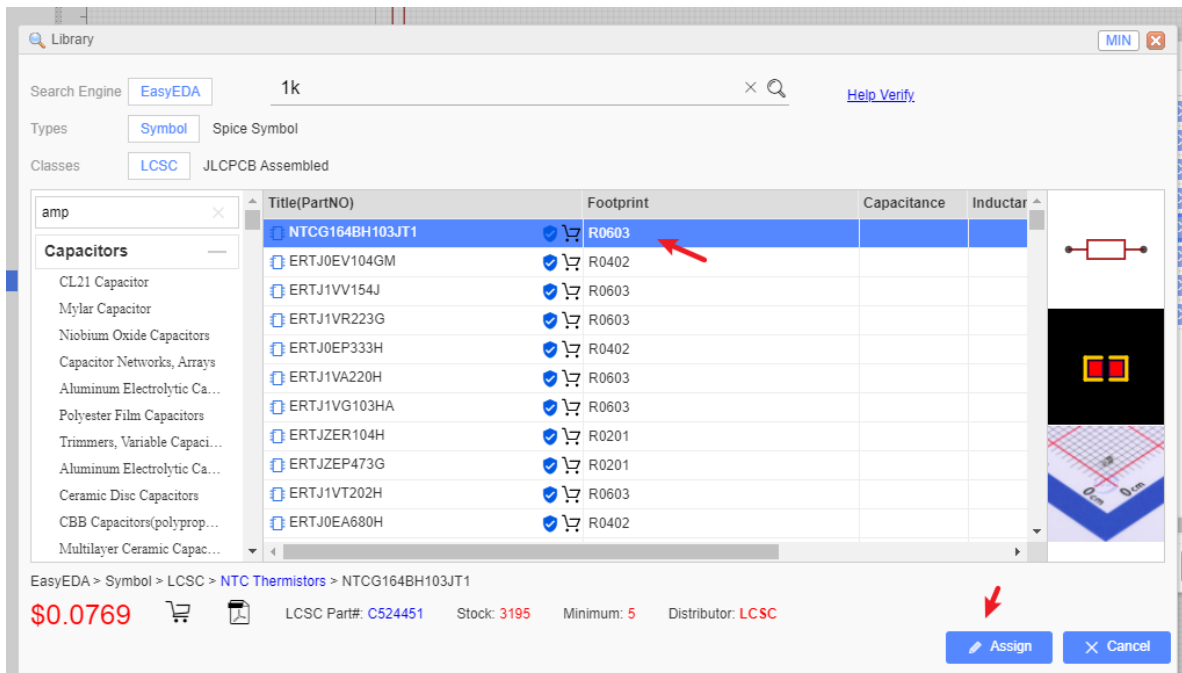 Library MIN
Search Engine EasyEDA 1k Help Verify
Types Symbol Spice Symbol
Classes LCSC JLCPCB Assembled
amp Title(PartNO) Footprint Capacitance Inductar
NTCG164BH103JT1 R0603
Capacitors ERTJ0EV104GM R0402
CL21 Capacitor ERTJ1VV154J R0603
Mylar Capacitor ERTJ1VR223G R0603
Niobium Oxide Capacitors ERTJ0EP333H R0402
Capacitor Networks, Arrays ERTJ1VA220H R0603
Aluminum Electrolytic Ca...
Polyester Film Capacitors ERTJ1VG103HA R0603
Trimmers, Variable Capaci... ERTJZER104H R0201
Aluminum Electrolytic Ca... ERTJZEP473G R0201
Ceramic Disc Capacitors ERTJ1VT202H R0603 0cm 0cm
CBB Capacitors(polyprop... ERTJ0EA680H R0402
Multilayer Ceramic Capac...
EasyEDA > Symbol > LCSC > NTC Thermistors > NTCG164BH103JT1
$0.0769 LCSC Part#: C524451 Stock: 3195 Minimum: 5 Distributor: LCSC
Assign Cancel